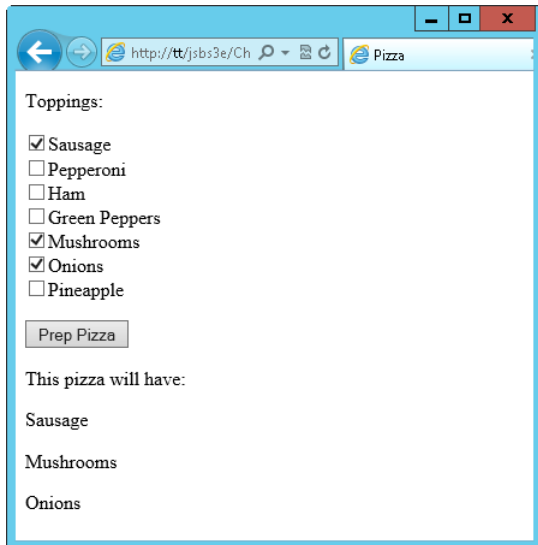 http://tt/jsbs3e/Ch
Pizza
Toppings:
Sausage
Pepperoni
Ham
Green Peppers
Mushrooms
Onions
Pineapple
Prep Pizza
This pizza will have:
Sausage
Mushrooms
Onions